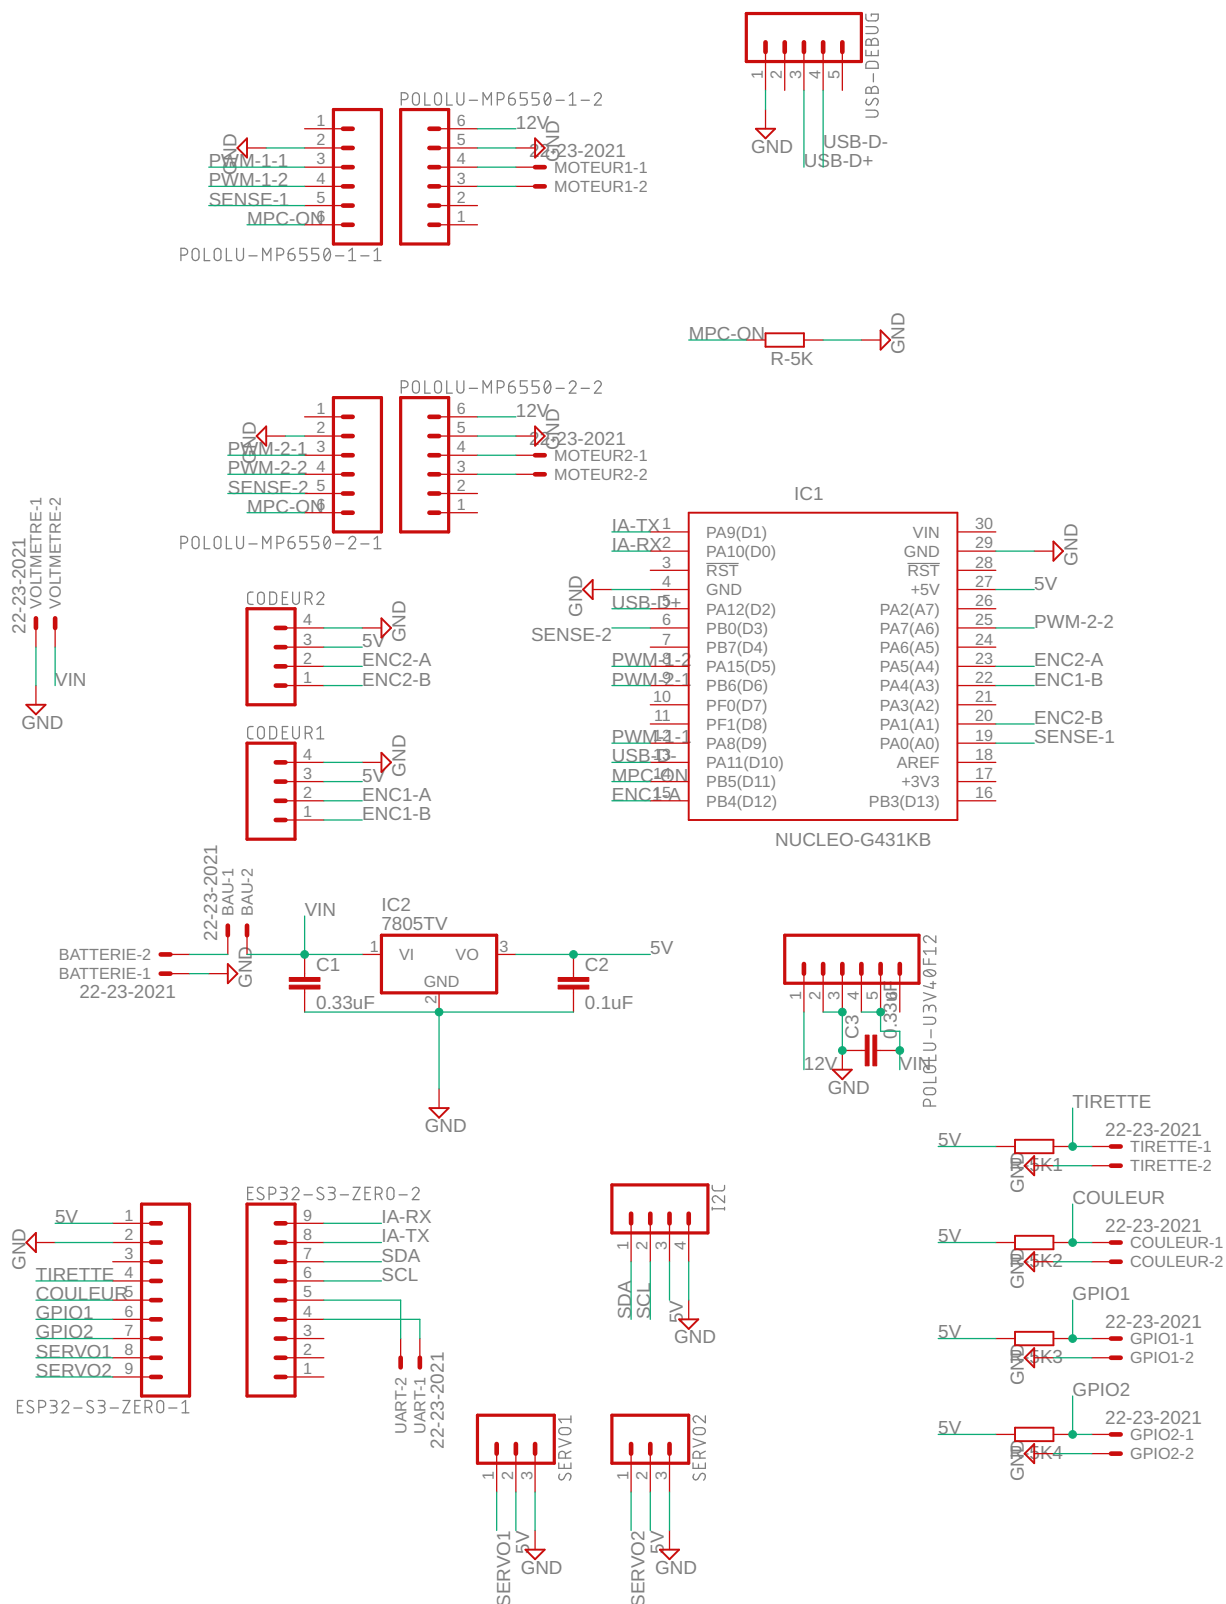 USB-DEBUG
1
2
3
4
5
GND
USB-D-
USB-D+
POLOLU-MP6550-1-2
1
2
3
4
5
6
GND
PWM-1-1
PWM-1-2
SENSE-1
MPC-ON
POLOLU-MP6550-1-1
6
5
4
3
2
1
12V
GND
22-23-2021
MOTEUR1-1
MOTEUR1-2
MPC-ON
R-5K
GND
POLOLU-MP6550-2-2
1
2
3
4
5
6
GND
PWM-2-1
PWM-2-2
SENSE-2
MPC-ON
POLOLU-MP6550-2-1
6
5
4
3
2
1
12V
GND
22-23-2021
MOTEUR2-1
MOTEUR2-2
22-23-2021
VOLTMETRE-1
VOLTMETRE-2
VIN
GND
CODEUR2
4
3
2
1
GND
5V
ENC2-A
ENC2-B
CODEUR1
4
3
2
1
GND
5V
ENC1-A
ENC1-B
IC1
IA-TX 1 PA9(D1)
IA-RX 2 PA10(D0)
3 RST
GND 4 GND
USB-D+ 5 PA12(D2)
SENSE-2 6 PB0(D3)
7 PB7(D4)
PWM-1-2 8 PA15(D5)
PWM-2-1 9 PB6(D6)
10 PF0(D7)
11 PF1(D8)
PWM-1-1 12 PA8(D9)
USB-D- 13 PA11(D10)
MPC-ON 14 PB5(D11)
ENC1-A 15 PB4(D12)
VIN 30
GND 29 GND
RST 28
+5V 27 5V
PA2(A7) 26
PA7(A6) 25 PWM-2-2
PA6(A5) 24
PA5(A4) 23 ENC2-A
PA4(A3) 22 ENC1-B
PA3(A2) 21
PA1(A1) 20 ENC2-B
PA0(A0) 19 SENSE-1
AREF 18
+3V3 17
PB3(D13) 16
NUCLEO-G431KB
22-23-2021
BAU-1
BAU-2
BATTERIE-2
BATTERIE-1
22-23-2021
GND
VIN
C1
0.33uF
IC2
7805TV
1 VI VO 3
GND
2
C2
0.1uF
5V
GND
POLOLU-U3V40F12
1
2
3
4
5
6
C3
0.33uF
12V
GND
VIN
TIRETTE
5V
22-23-2021
TIRETTE-1
TIRETTE-2
R-5K1
GND
COULEUR
5V
22-23-2021
COULEUR-1
COULEUR-2
R-5K2
GND
GPIO1
5V
22-23-2021
GPIO1-1
GPIO1-2
R-5K3
GND
GPIO2
5V
22-23-2021
GPIO2-1
GPIO2-2
R-5K4
GND
ESP32-S3-ZERO-2
5V 1
GND 2
3
TIRETTE 4
COULEUR 5
GPIO1 6
GPIO2 7
SERVO1 8
SERVO2 9
ESP32-S3-ZERO-1
9 IA-RX
8 IA-TX
7 SDA
6 SCL
5
4
3
2
1
UART-2
UART-1
22-23-2021
I2C
1
2
3
4
SDA
SCL
5V
GND
SERVO1
1
2
3
SERVO1
5V
GND
SERVO2
1
2
3
SERVO2
5V
GND